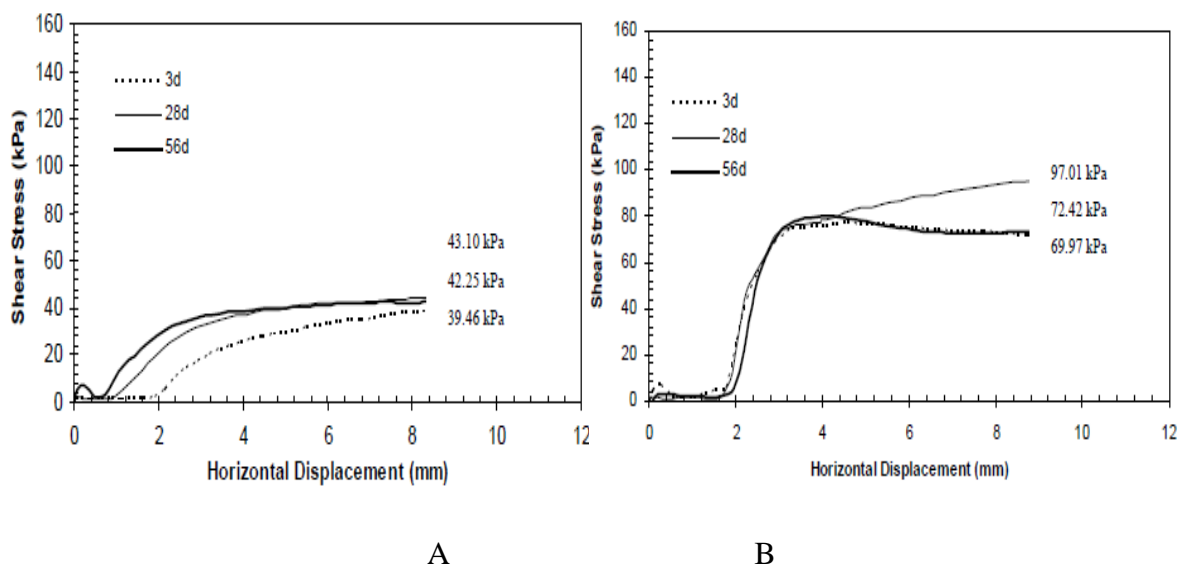 160
140
120
100
80
60
40
20
0
Shear Stress (kPa)
3d
28d
56d
43.10 kPa
42.25 kPa
39.46 kPa
0 2 4 6 8 10 12
Horizontal Displacement (mm)
160
140
120
100
80
60
40
20
0
Shear Stress (kPa)
3d
28d
56d
97.01 kPa
72.42 kPa
69.97 kPa
0 2 4 6 8 10 12
Horizontal Displacement (mm)
A B